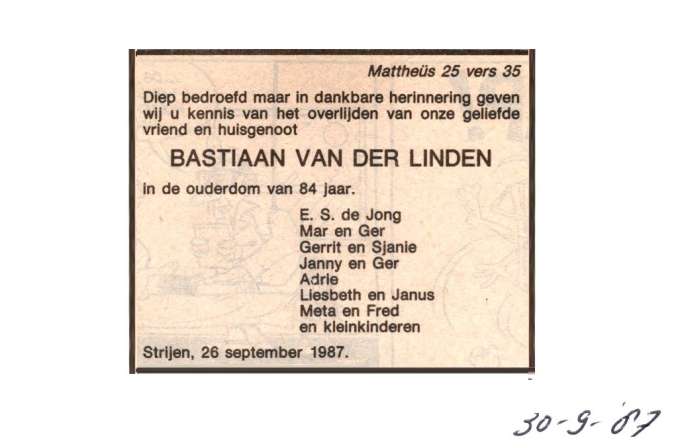 Mattheüs 25 vers 35
Diep bedroefd maar in dankbare herinnering geven
wij u kennis van het overlijden van onze geliefde
vriend en huisgenoot
BASTIAAN VAN DER LINDEN
in de ouderdom van 84 jaar.
E. S. de Jong
Mar en Ger
Gerrit en Sjanie
Janny en Ger
Adrie
Liesbeth en Janus
Meta en Fred
en kleinkinderen
Strijen, 26 september 1987.
30-9-'87